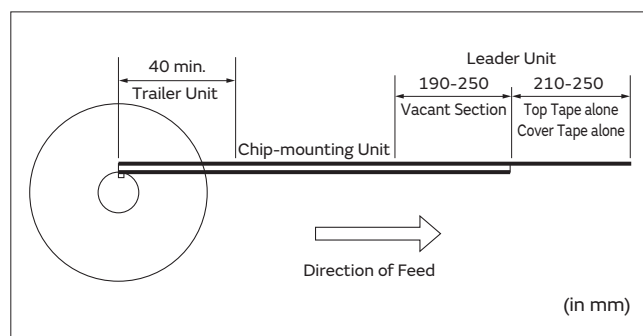 Leader Unit
40 min.
190-250
210-250
Trailer Unit
Vacant Section
Top Tape alone
Cover Tape alone
Chip-mounting Unit
Direction of Feed
(in mm)